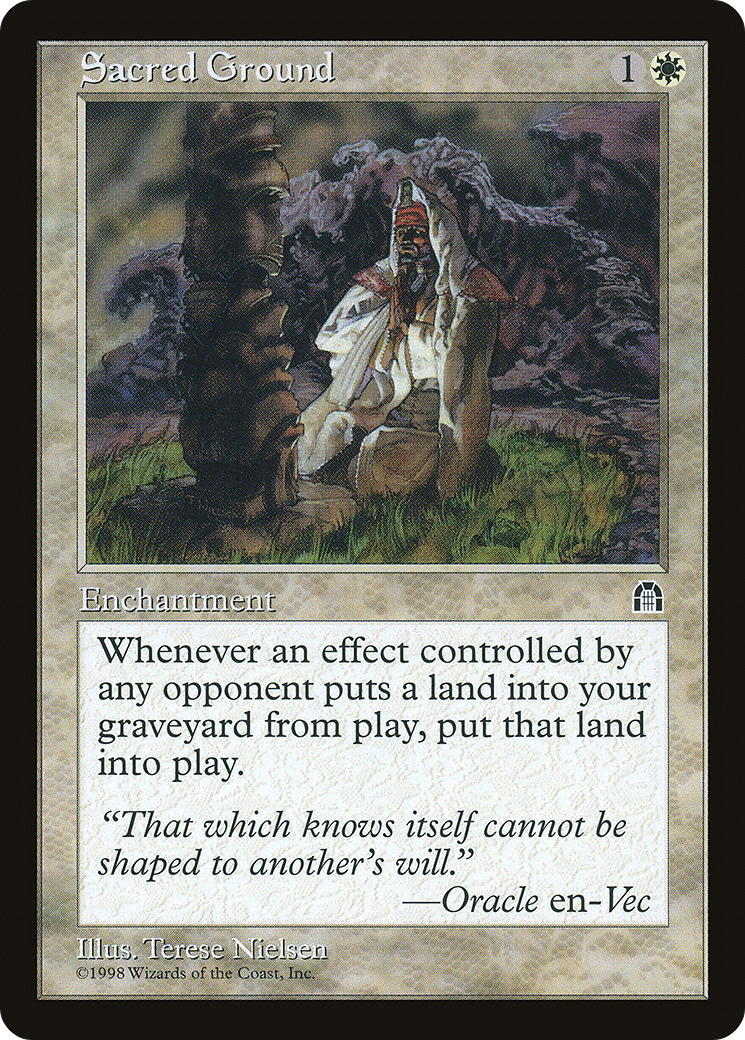 Sacred Ground 1
Enchantment
Whenever an effect controlled by
any opponent puts a land into your
graveyard from play, put that land
into play.
“That which knows itself cannot be
shaped to another’s will.”
—Oracle en-Vec
Illus. Terese Nielsen
©1998 Wizards of the Coast, Inc.